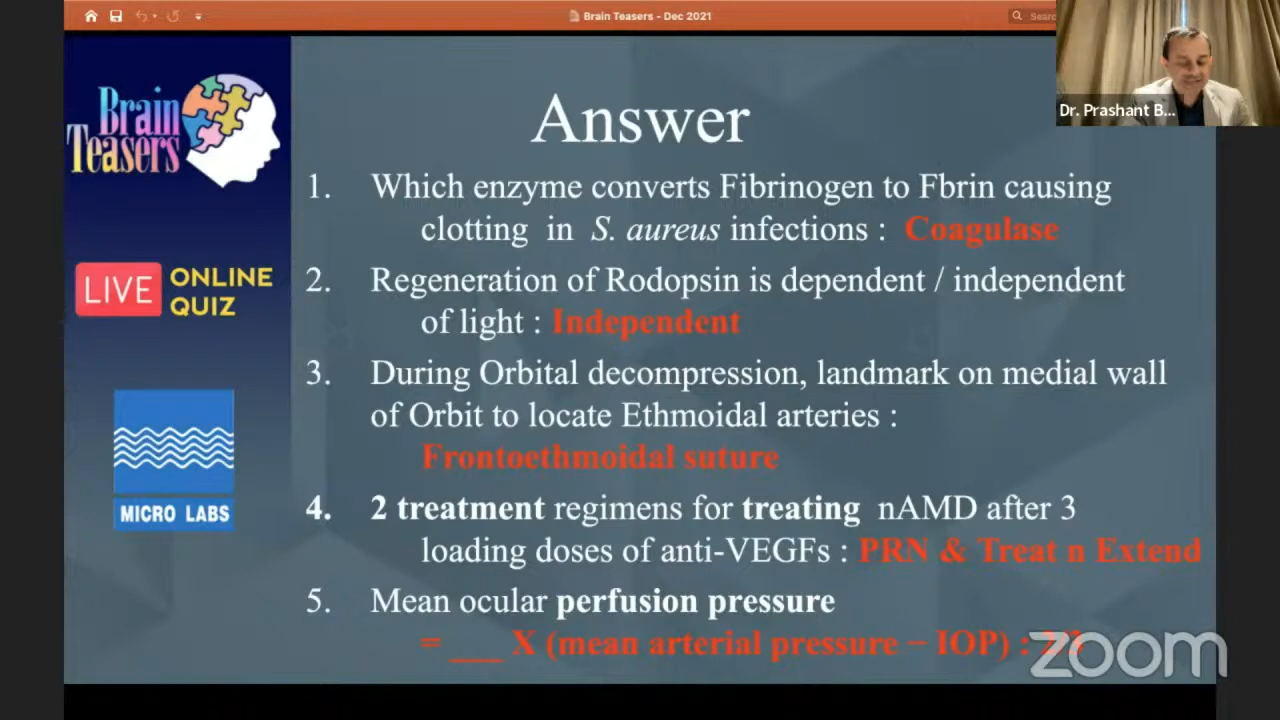 Brain Teasers - Dec 2021
Dr. Prashant B...
Brain
Teasers
LIVE
ONLINE
QUIZ
MICRO LABS
Answer
1. Which enzyme converts Fibrinogen to Fbrin causing
clotting in S. aureus infections : Coagulase
2. Regeneration of Rodopsin is dependent / independent
of light : Independent
3. During Orbital decompression, landmark on medial wall
of Orbit to locate Ethmoidal arteries :
Frontoethmoidal suture
4. 2 treatment regimens for treating nAMD after 3
loading doses of anti-VEGFs : PRN & Treat n Extend
5. Mean ocular perfusion pressure
= ___ X (mean arterial pressure – IOP) : 2/3
zoom